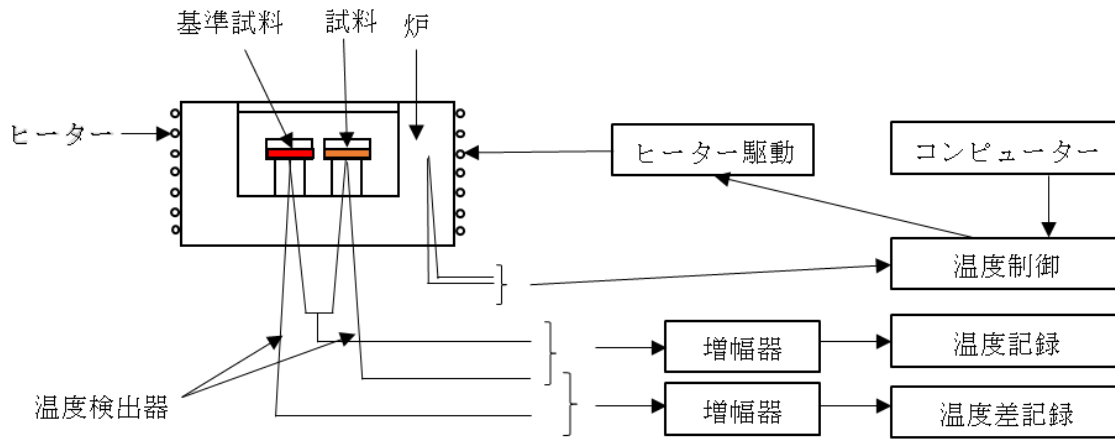 基準試料
試料
炉
ヒーター
ヒーター駆動
コンピューター
温度制御
増幅器
温度記録
温度検出器
増幅器
温度差記録